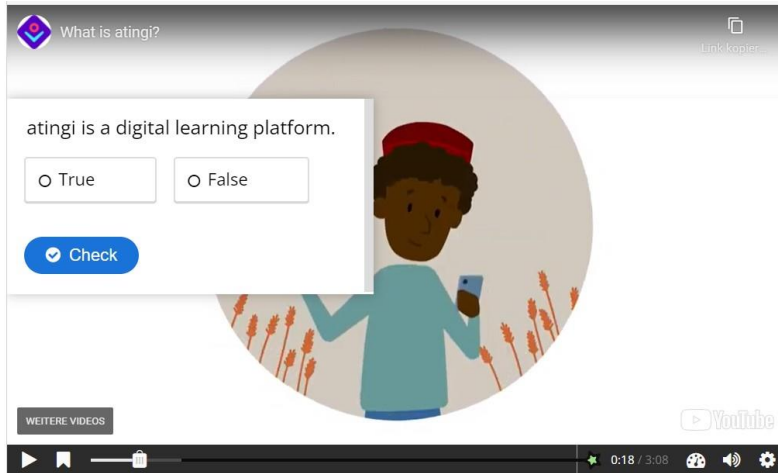 What is atingi?
Link kopier...
atingi is a digital learning platform.
True
False
Check
WEITERE VIDEOS
YouTube
0:18 / 3:08